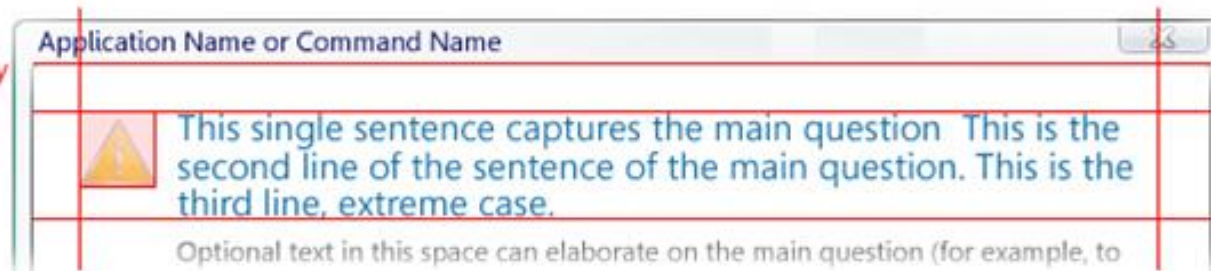 Application Name or Command Name
This single sentence captures the main question  This is the
second line of the sentence of the main question. This is the
third line, extreme case.
Optional text in this space can elaborate on the main question (for example, to